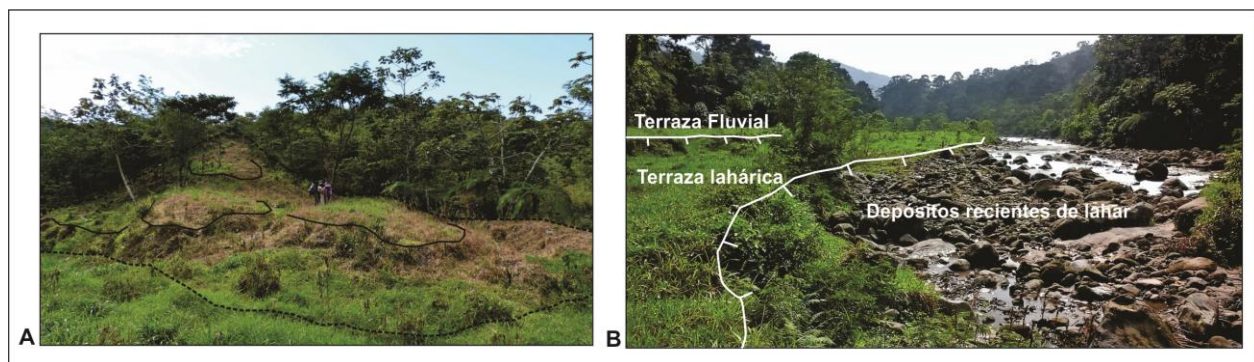 A
B
Terraza Fluvial
Terraza lahárica
Depósitos recientes de lahar